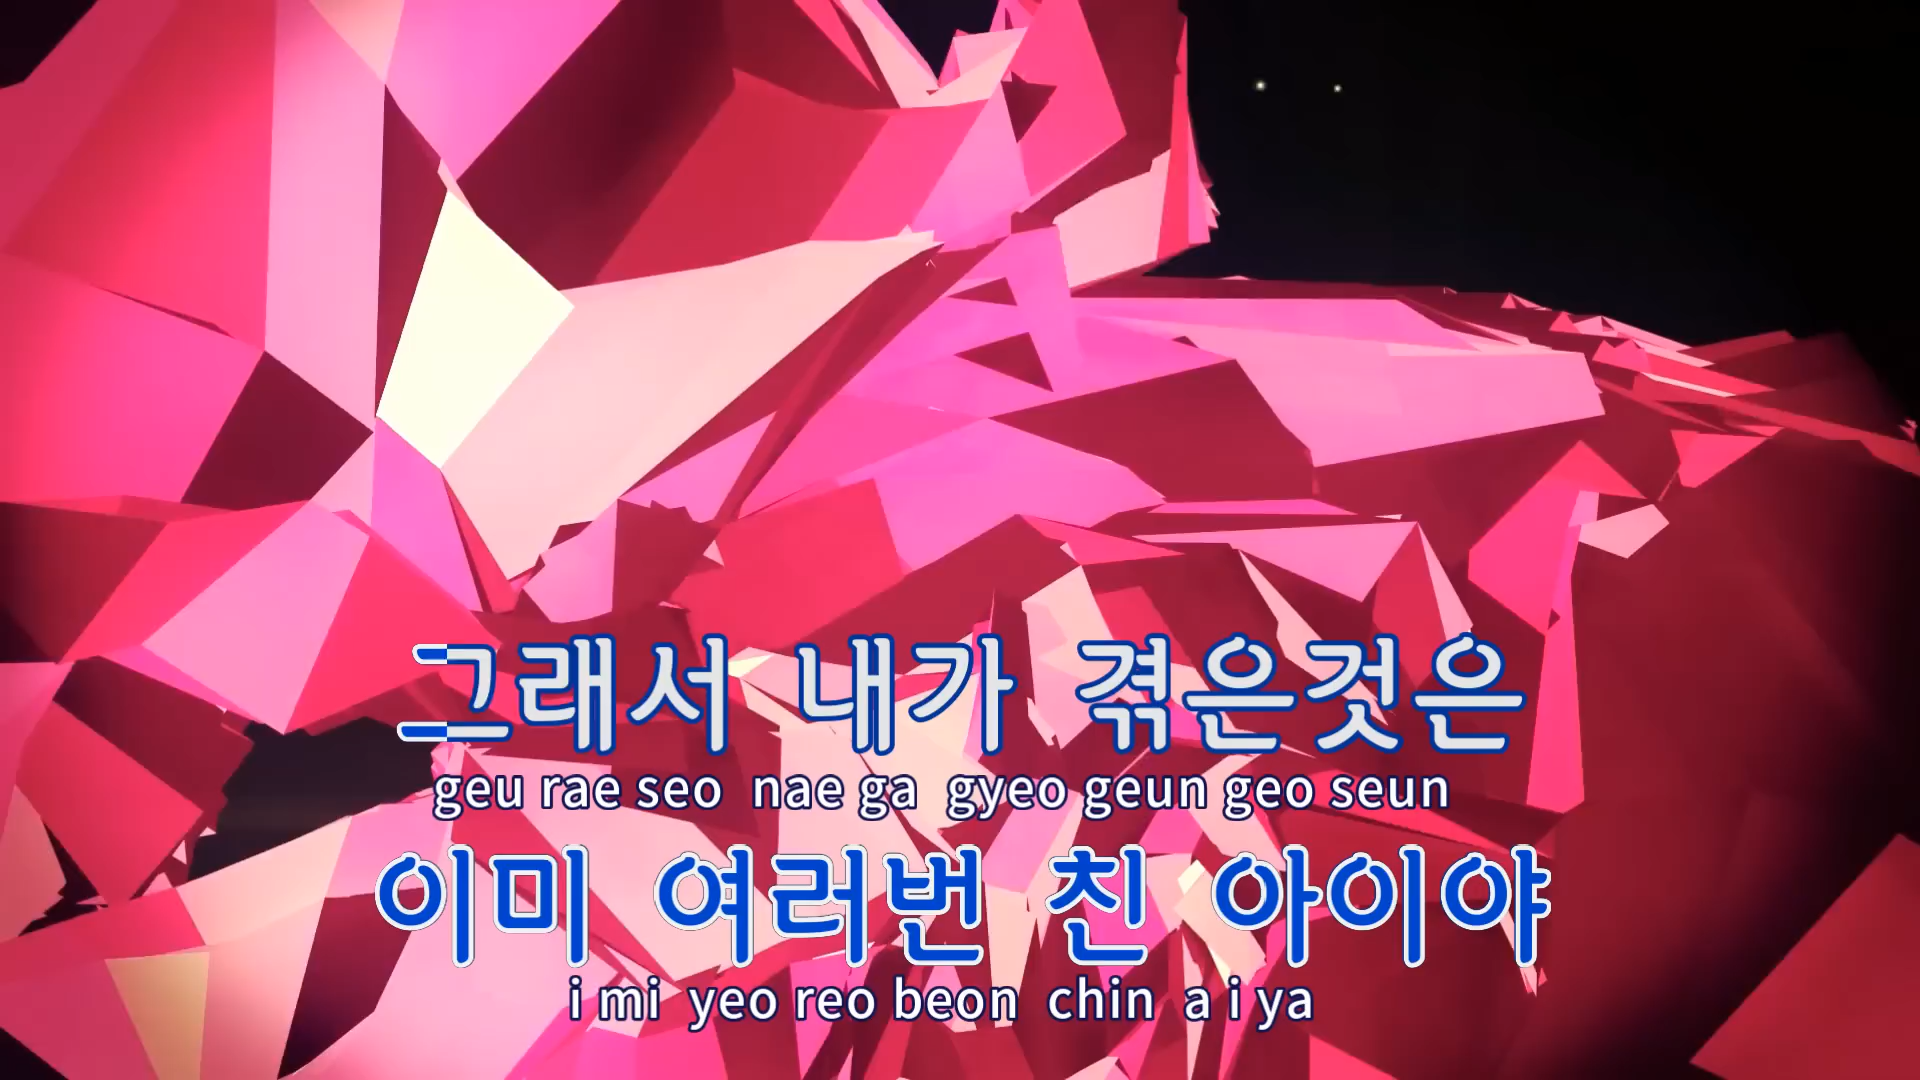 그래서 내가 겪은것은
geu rae seo nae ga gyeo geun geo seun
이미 여러번 친 아이야
i mi yeo reo beon chin a i ya